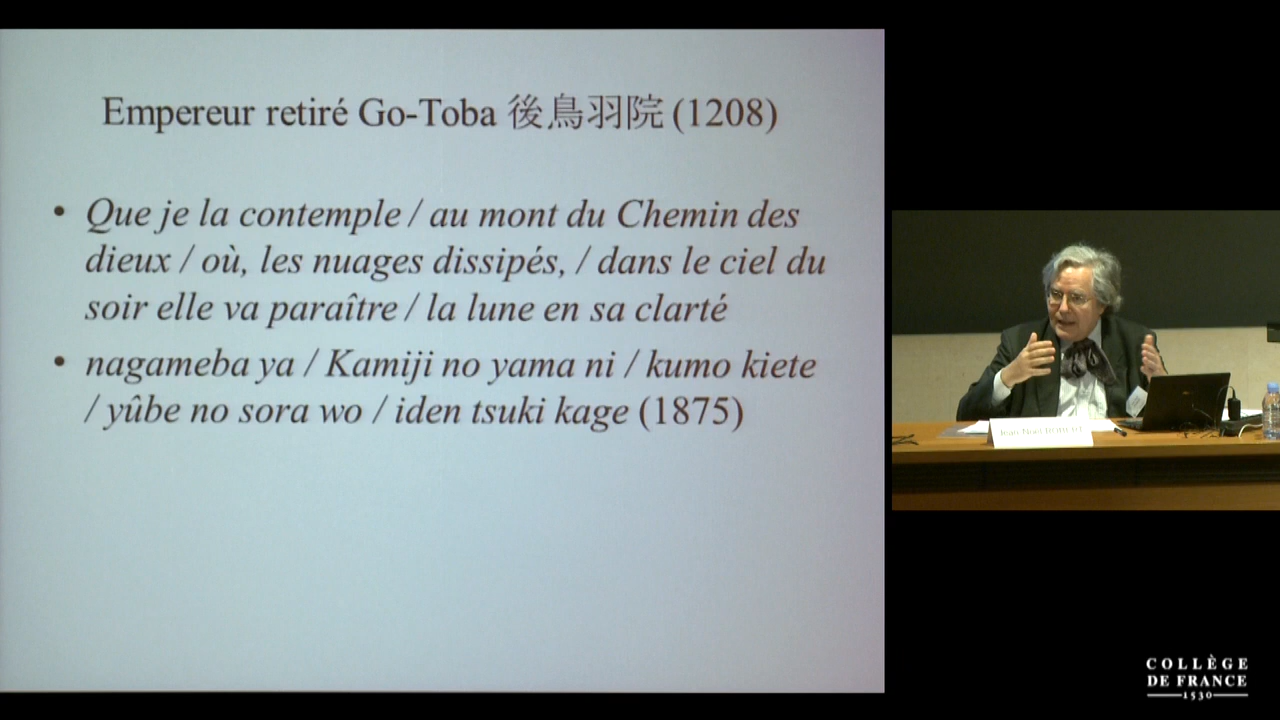 Empereur retiré Go-Toba 後鳥羽院 (1208)
• Que je la contemple / au mont du Chemin des
dieux / où, les nuages dissipés, / dans le ciel du
soir elle va paraître / la lune en sa clarté
• nagameba ya / Kamiji no yama ni / kumo kiete
/ yûbe no sora wo / iden tsuki kage (1875)
COLLÈGE
DE FRANCE
1530